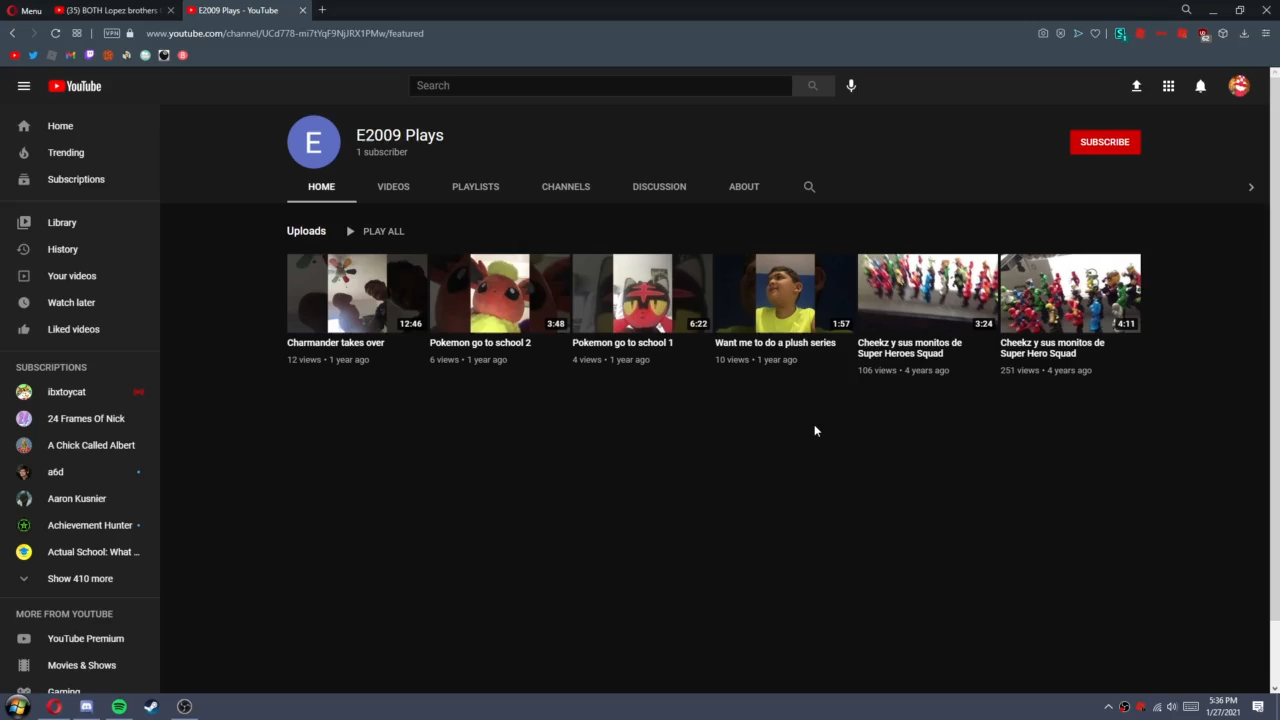 Menu
(35) BOTH Lopez brothers
E2009 Plays - YouTube
VPN
www.youtube.com/channel/UCd778-mi7tYqF9NjJRX1PMw/featured
YouTube
Search
Home
Trending
Subscriptions
Library
History
Your videos
Watch later
Liked videos
SUBSCRIPTIONS
ibxtoycat
24 Frames Of Nick
A Chick Called Albert
a6d
Aaron Kusnier
Achievement Hunter
Actual School: What ...
Show 410 more
MORE FROM YOUTUBE
YouTube Premium
Movies & Shows
Gaming
E
E2009 Plays
1 subscriber
SUBSCRIBE
HOME VIDEOS PLAYLISTS CHANNELS DISCUSSION ABOUT
Uploads PLAY ALL
12:46
Charmander takes over
12 views • 1 year ago
3:48
Pokemon go to school 2
6 views • 1 year ago
6:22
Pokemon go to school 1
4 views • 1 year ago
1:57
Want me to do a plush series
10 views • 1 year ago
3:24
Cheekz y sus monitos de
Super Heroes Squad
106 views • 4 years ago
4:11
Cheekz y sus monitos de
Super Hero Squad
251 views • 4 years ago
5:36 PM
1/27/2021